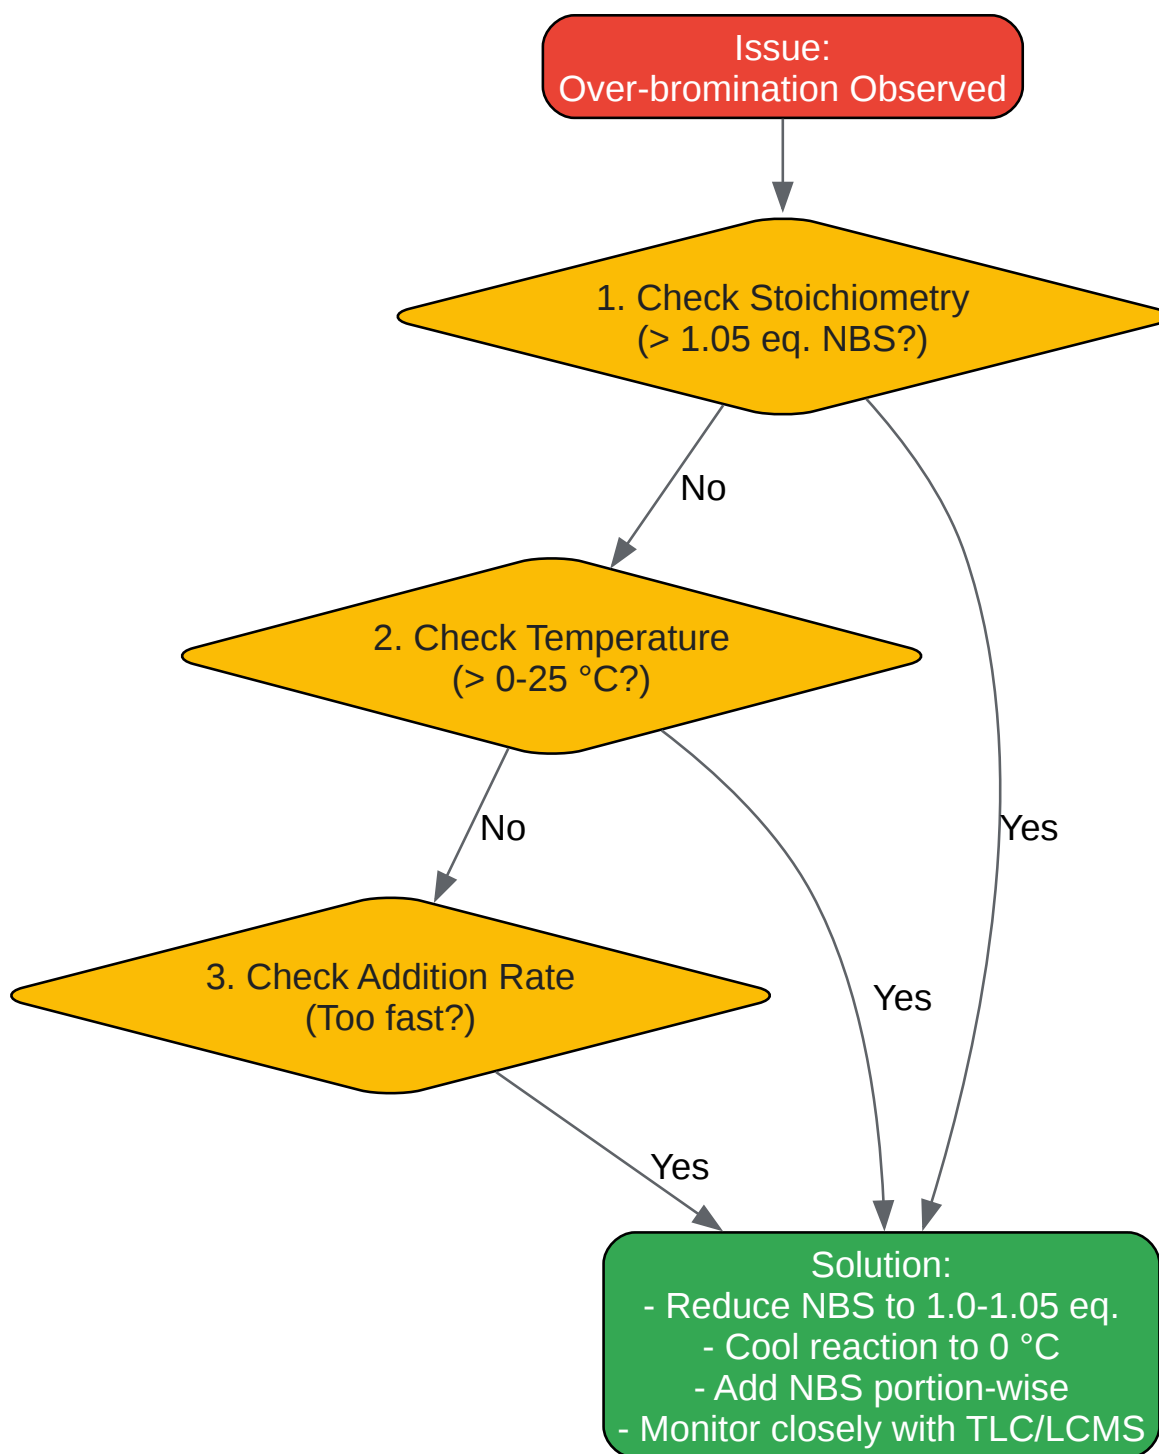 Issue:
Over-bromination Observed
1. Check Stoichiometry
(> 1.05 eq. NBS?)
No
2. Check Temperature
(> 0-25 °C?)
No
Yes
3. Check Addition Rate
(Too fast?)
Yes
Yes
Solution:
- Reduce NBS to 1.0-1.05 eq.
- Cool reaction to 0 °C
- Add NBS portion-wise
- Monitor closely with TLC/LCMS